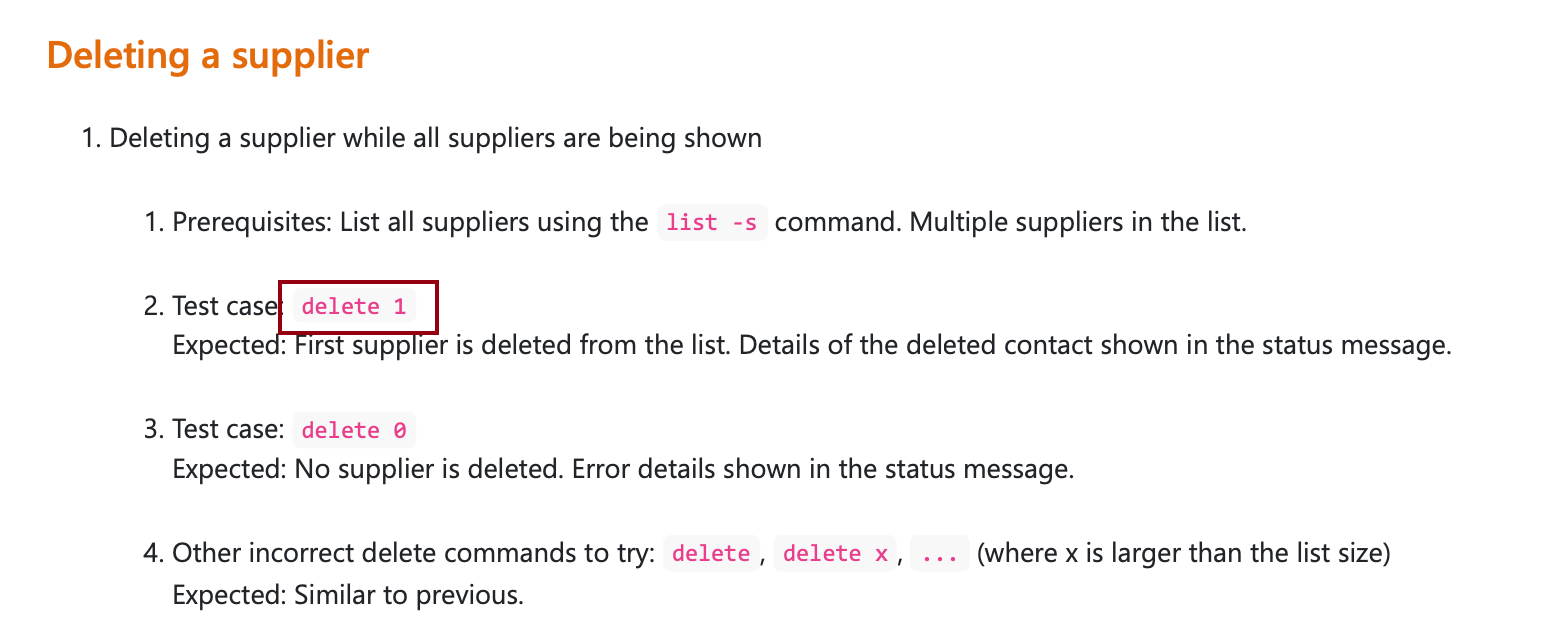 Deleting a supplier
1. Deleting a supplier while all suppliers are being shown
1. Prerequisites: List all suppliers using the list -s command. Multiple suppliers in the list.
2. Test case: delete 1
Expected: First supplier is deleted from the list. Details of the deleted contact shown in the status message.
3. Test case: delete 0
Expected: No supplier is deleted. Error details shown in the status message.
4. Other incorrect delete commands to try: delete, delete x, ... (where x is larger than the list size)
Expected: Similar to previous.